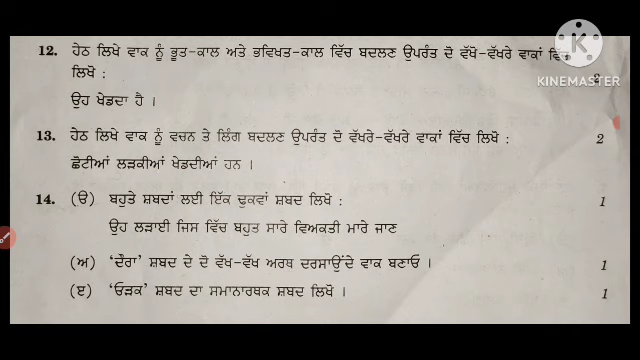 12. ਹੇਠ ਲਿਖੇ ਵਾਕ ਨੂੰ ਭੂਤ-ਕਾਲ ਅਤੇ ਭਵਿਖਤ-ਕਾਲ ਵਿੱਚ ਬਦਲਣ ਉਪਰੰਤ ਦੋ ਵੱਖੋ-ਵੱਖਰੇ ਵਾਕਾਂ ਵਿੱਚ
ਲਿਖੋ : 2
K
KINEMASTER
ਉਹ ਖੇਡਦਾ ਹੈ ।
13. ਹੇਠ ਲਿਖੇ ਵਾਕ ਨੂੰ ਵਚਨ ਤੇ ਲਿੰਗ ਬਦਲਣ ਉਪਰੰਤ ਦੋ ਵੱਖਰੇ-ਵੱਖਰੇ ਵਾਕਾਂ ਵਿੱਚ ਲਿਖੋ : 2
ਛੋਟੀਆਂ ਲੜਕੀਆਂ ਖੇਡਦੀਆਂ ਹਨ ।
14. (ੳ) ਬਹੁਤੇ ਸ਼ਬਦਾਂ ਲਈ ਇੱਕ ਢੁਕਵਾਂ ਸ਼ਬਦ ਲਿਖੋ : 1
ਉਹ ਲੜਾਈ ਜਿਸ ਵਿੱਚ ਬਹੁਤ ਸਾਰੇ ਵਿਅਕਤੀ ਮਾਰੇ ਜਾਣ
(ਅ) 'ਦੌਰਾ' ਸ਼ਬਦ ਦੇ ਦੋ ਵੱਖ-ਵੱਖ ਅਰਥ ਦਰਸਾਉਂਦੇ ਵਾਕ ਬਣਾਓ । 1
(ੲ) 'ਓੜਕ' ਸ਼ਬਦ ਦਾ ਸਮਾਨਾਰਥਕ ਸ਼ਬਦ ਲਿਖੋ । 1